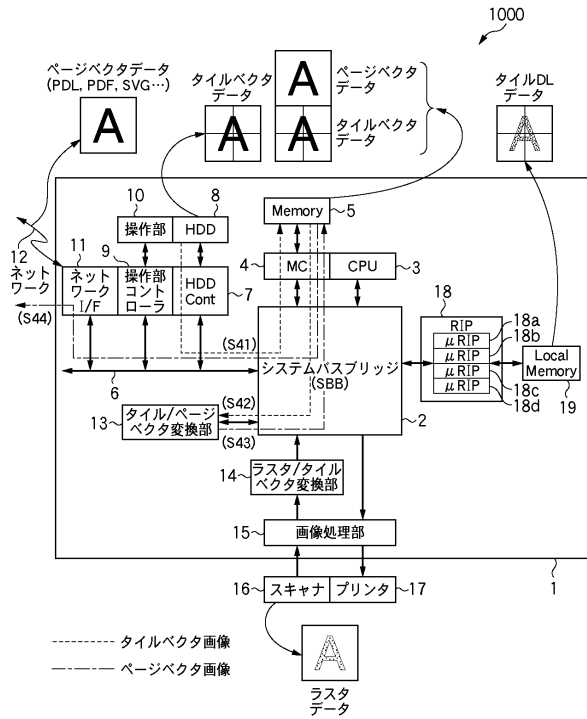 1000
ページベクタデータ
(PDL, PDF, SVG…)
A
タイルベクタ
データ
A
A
A
ページベクタ
データ
タイルベクタ
データ
タイルDL
データ
A
10
8
操作部
HDD
Memory
5
12
ネット
ワーク
11
9
ネット
ワーク
I/F
操作部
コント
ローラ
HDD
Cont
7
4
MC
CPU
3
(S44)
(S41)
6
システムバスブリッジ
(SBB)
2
18
RIP
μRIP
μRIP
μRIP
μRIP
18a
18b
18c
18d
Local
Memory
19
13
タイル/ページ
ベクタ変換部
(S42)
(S43)
14
ラスタ/タイル
ベクタ変換部
15
画像処理部
1
16
スキャナ
プリンタ
17
タイルベクタ画像
ページベクタ画像
A
ラスタ
データ